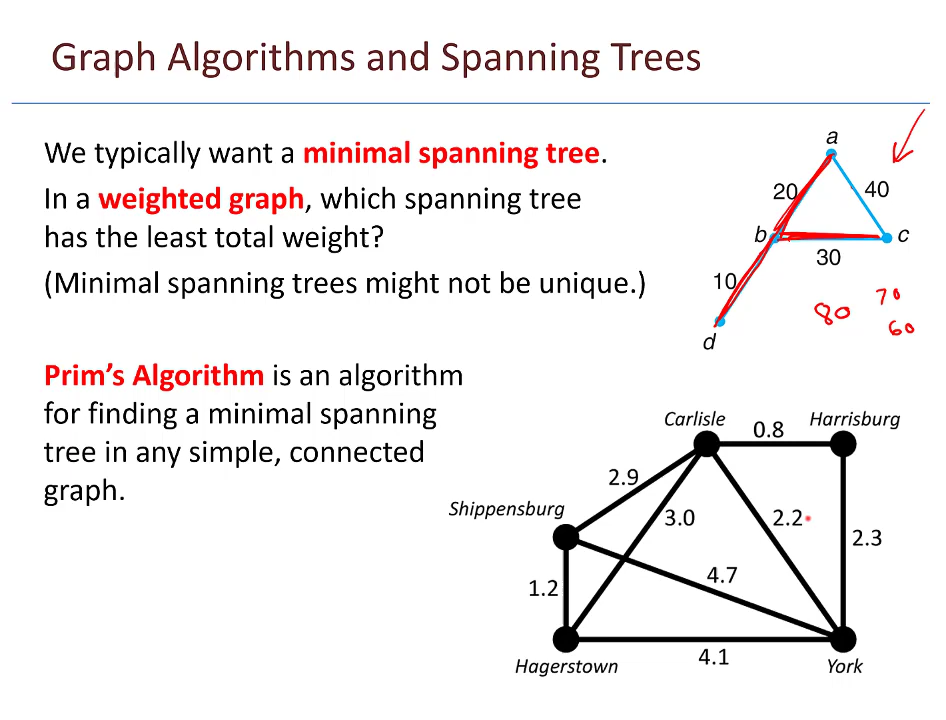 Graph Algorithms and Spanning Trees
We typically want a minimal spanning tree.
In a weighted graph, which spanning tree
has the least total weight?
(Minimal spanning trees might not be unique.)
Prim’s Algorithm is an algorithm
for finding a minimal spanning
tree in any simple, connected
graph.
a
20
40
b
c
30
10
d
80
70
60
Carlisle
Harrisburg
0.8
2.9
Shippensburg
3.0
2.2
2.3
4.7
1.2
4.1
Hagerstown
York